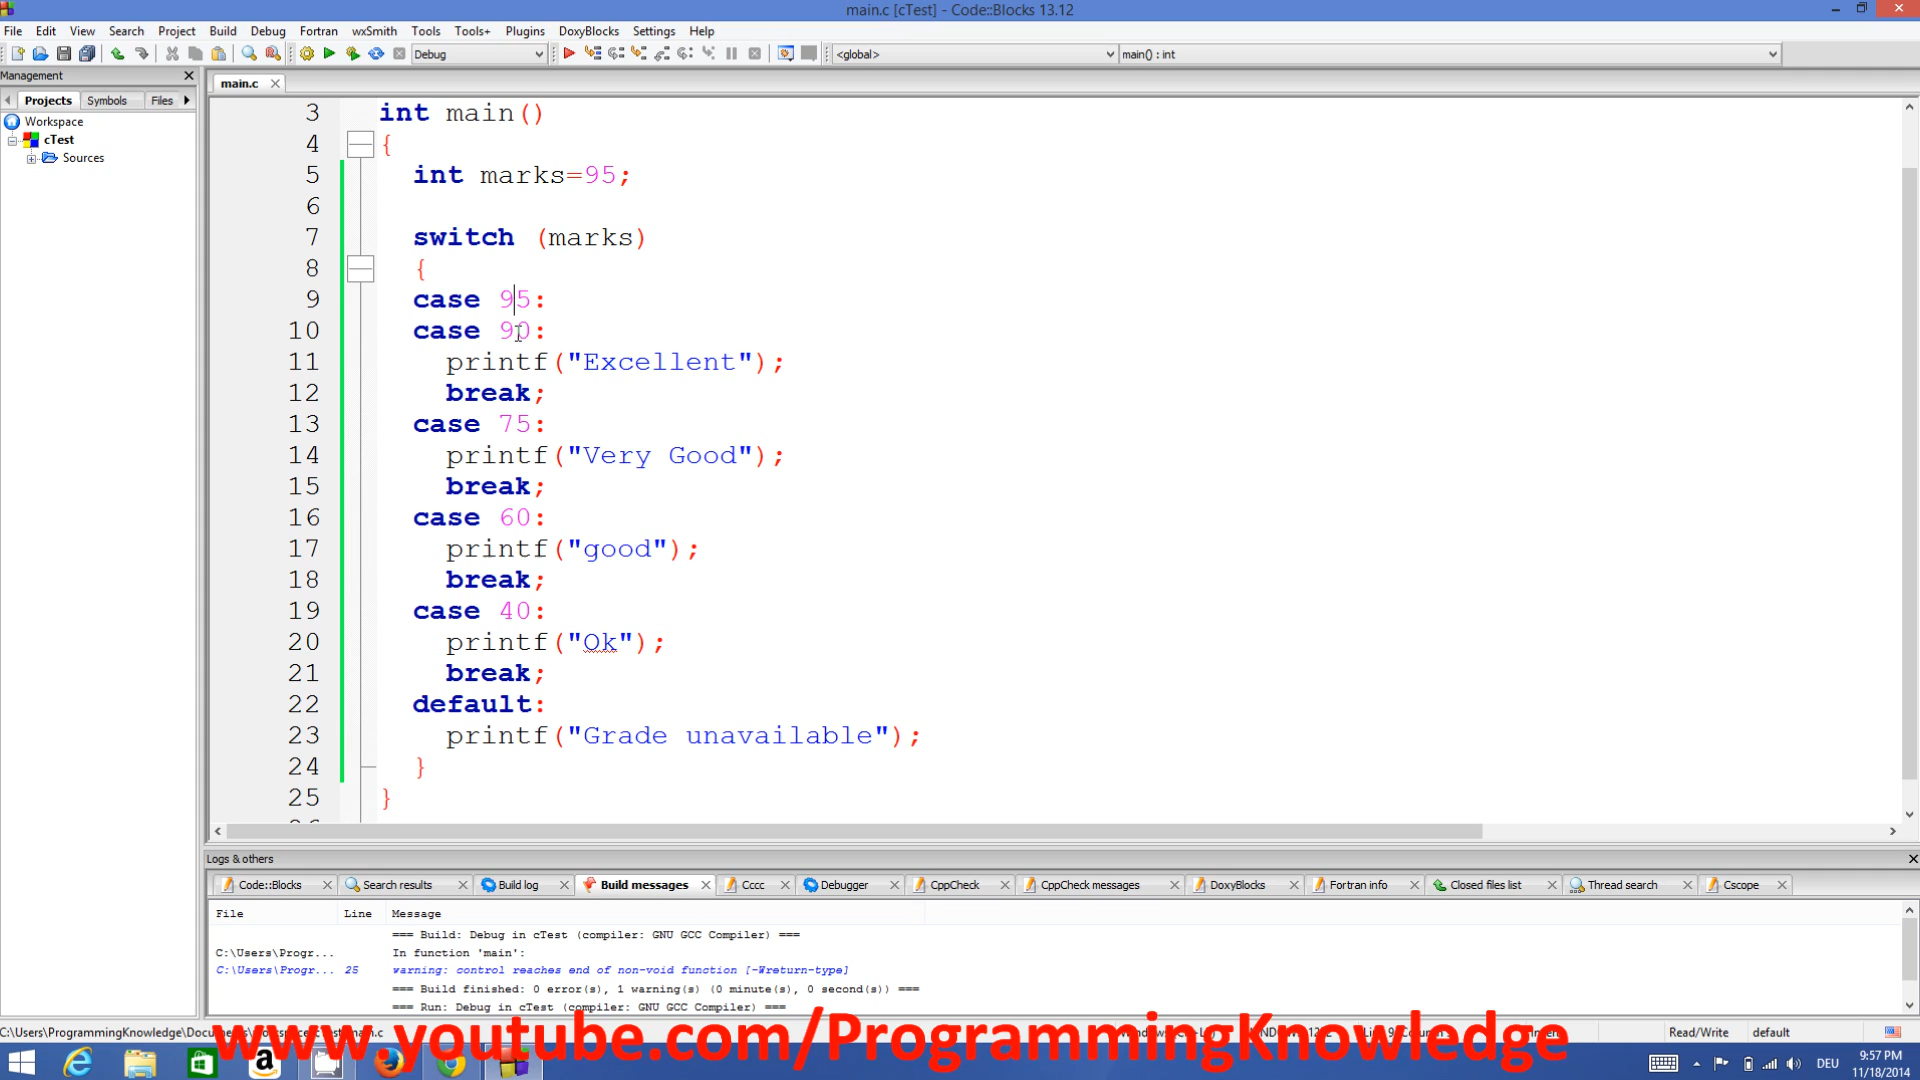 main.c [cTest] - Code::Blocks 13.12
File Edit View Search Project Build Debug Fortran wxSmith Tools Tools+ Plugins DoxyBlocks Settings Help
Debug <global> main() : int
Management
main.c
Projects Symbols Files
Workspace
cTest
Sources
3 int main()
4 {
5 int marks=95;
6
7 switch (marks)
8 {
9 case 95:
10 case 90:
11 printf("Excellent");
12 break;
13 case 75:
14 printf("Very Good");
15 break;
16 case 60:
17 printf("good");
18 break;
19 case 40:
20 printf("Ok");
21 break;
22 default:
23 printf("Grade unavailable");
24 }
25 }
Logs & others
Code::Blocks Search results Build log Build messages Cccc Debugger CppCheck CppCheck messages DoxyBlocks Fortran info Closed files list Thread search Cscope
File Line Message
=== Build: Debug in cTest (compiler: GNU GCC Compiler) ===
C:\Users\Progr... In function 'main':
C:\Users\Progr... 25 warning: control reaches end of non-void function [-Wreturn-type]
=== Build finished: 0 error(s), 1 warning(s) (0 minute(s), 0 second(s)) ===
=== Run: Debug in cTest (compiler: GNU GCC Compiler) ===
C:\Users\ProgrammingKnowledge\Docum Read/Write default
www.youtube.com/ProgrammingKnowledge
DEU 9:57 PM
11/18/2014